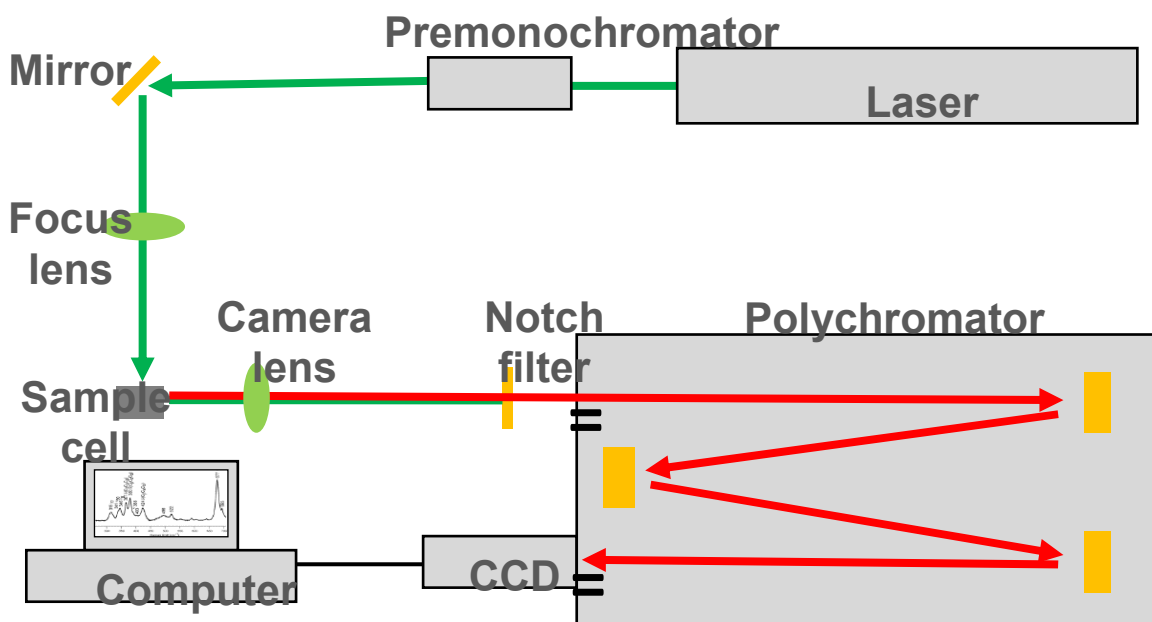 Premonochromator
Mirror
Laser
Focus
lens
Camera
lens
Notch
filter
Polychromator
Sample
cell
Computer
CCD